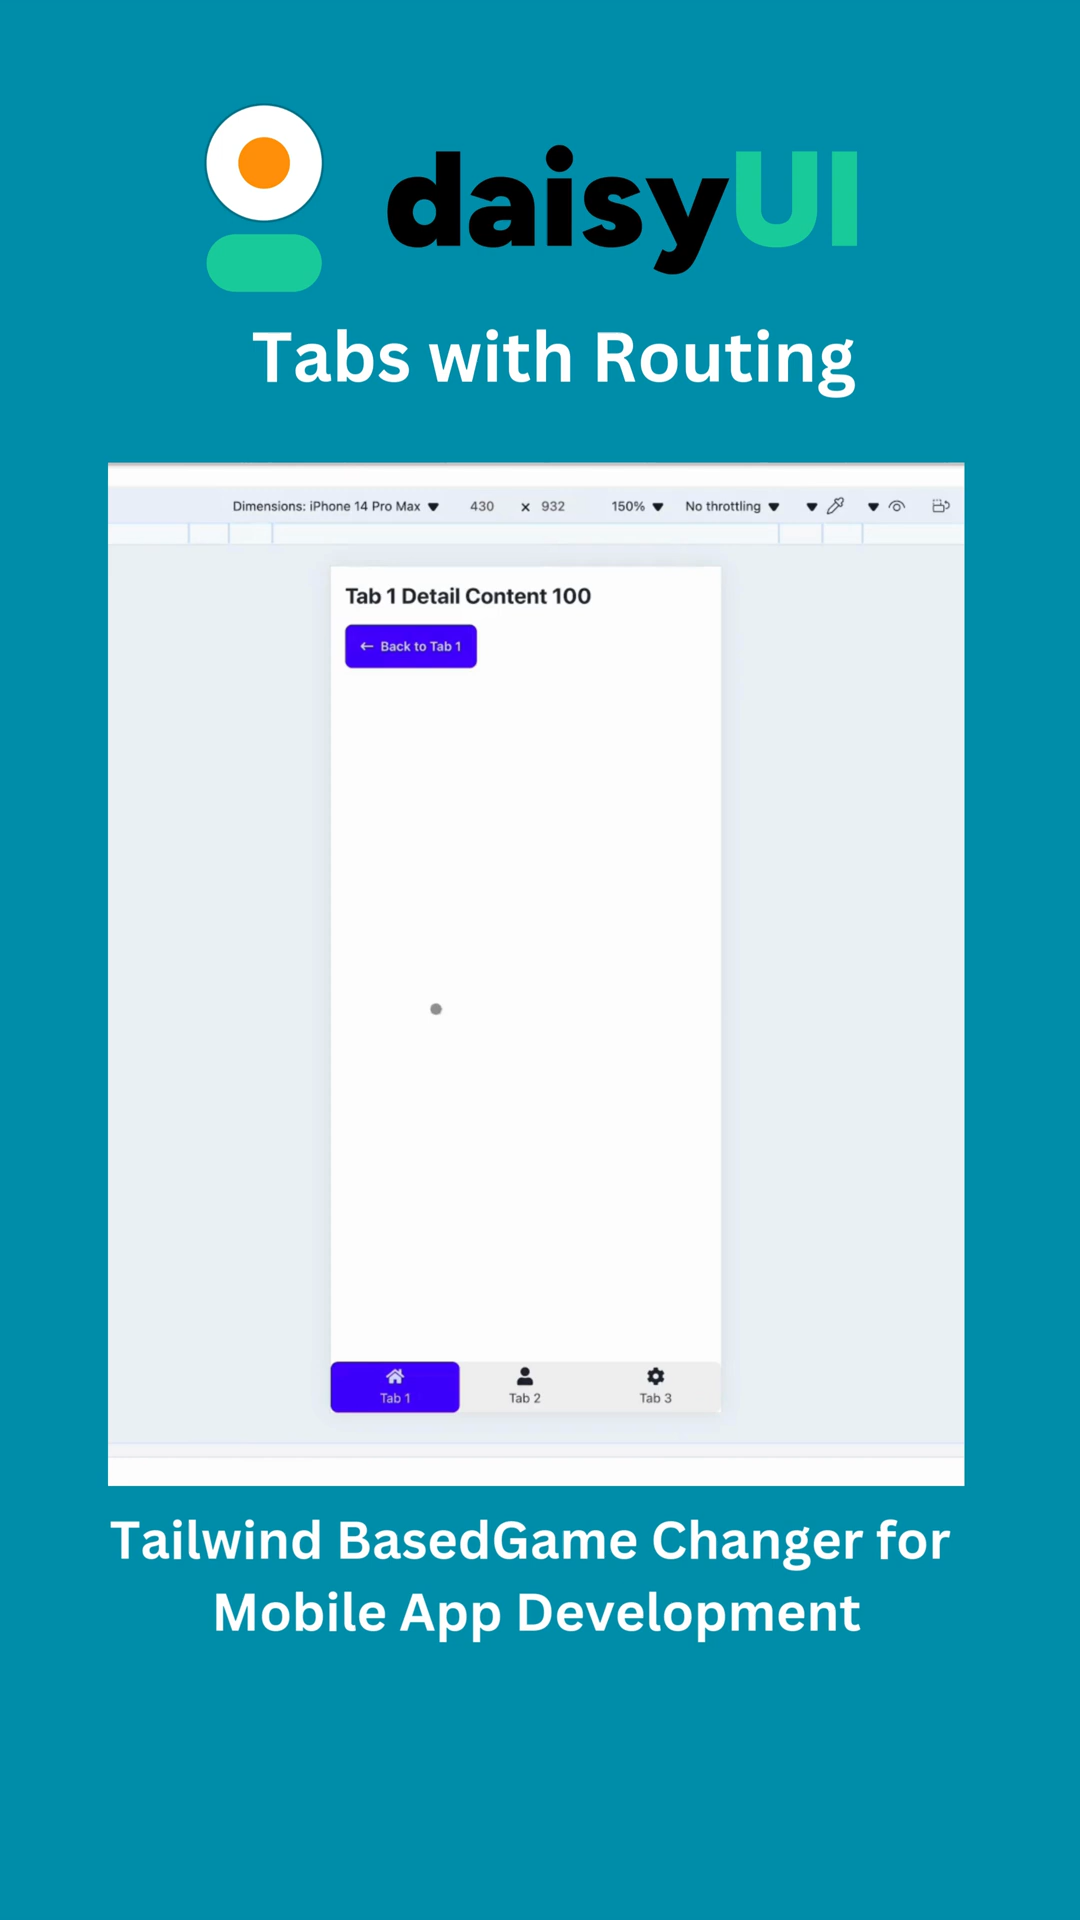 daisyUI
Tabs with Routing
Dimensions: iPhone 14 Pro Max 430 x 932 150% No throttling
Tab 1 Detail Content 100
← Back to Tab 1
Tab 1 Tab 2 Tab 3
Tailwind BasedGame Changer for
Mobile App Development